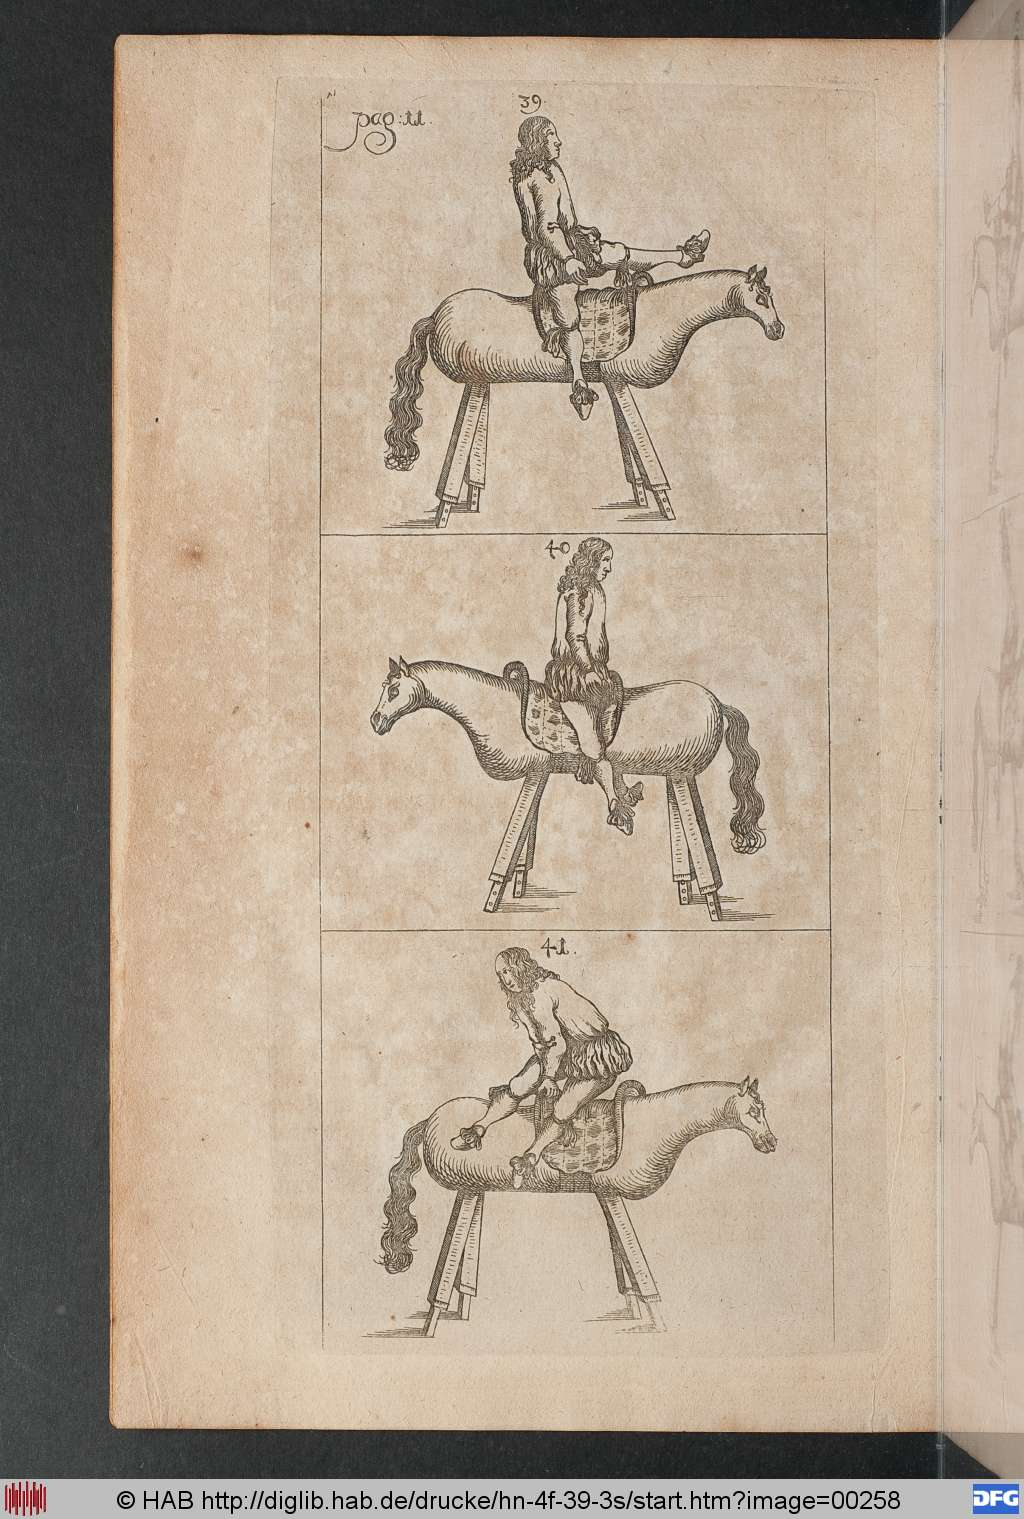 pag: 11.
39.
40
41.
© HAB http://diglib.hab.de/drucke/hn-4f-39-3s/start.htm?image=00258
DFG